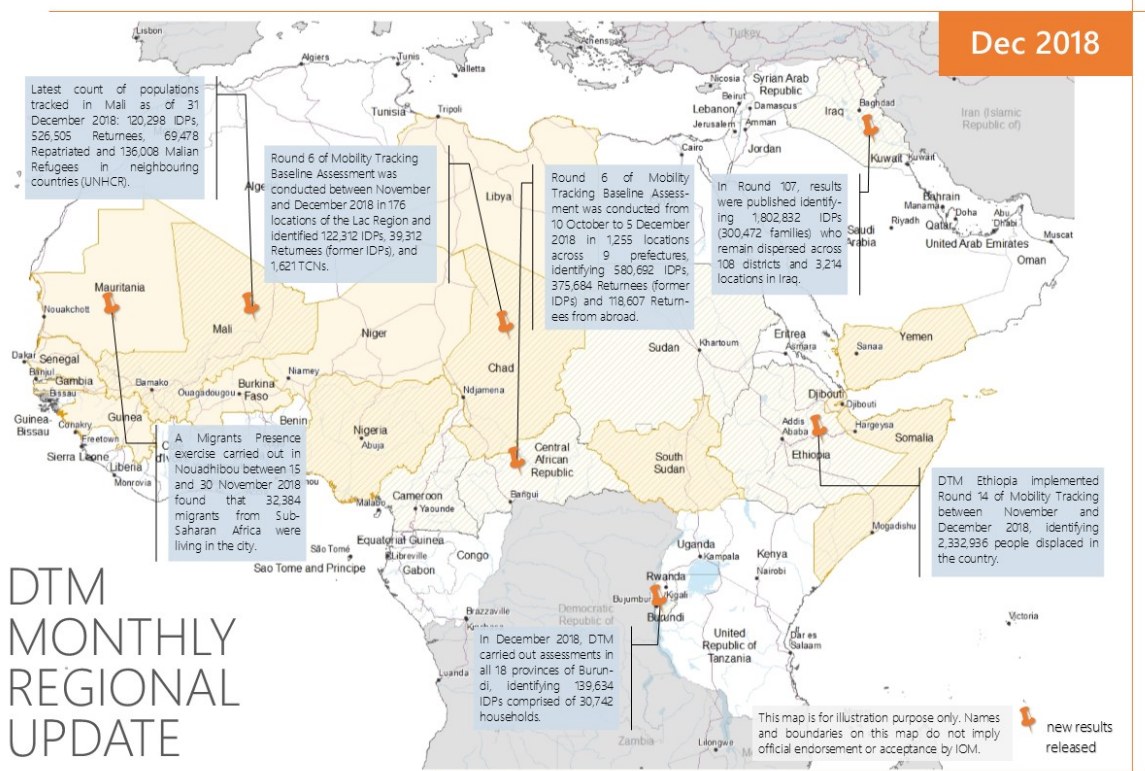 Dec 2018
Latest count of populations
tracked in Mali as of 31
December 2018: 120,298 IDPs,
526,505 Returnees, 69,478
Repatriated and 136,008 Malian
Refugees in neighbouring
countries (UNHCR).
Round 6 of Mobility Tracking
Baseline Assessment was
conducted between November
and December 2018 in 176
locations of the Lac Region and
identified 122,312 IDPs, 39,312
Returnees (former IDPs), and
1,621 TCNs.
Round 6 of Mobility
Tracking Baseline Assess-
ment was conducted from
10 October to 5 December
2018 in 1,255 locations
across 9 prefectures,
identifying 580,692 IDPs,
375,684 Returnees (former
IDPs) and 118,607 Return-
ees from abroad.
In Round 107, results
were published identify-
ing 1,802,832 IDPs
(300,472 families) who
remain dispersed across
108 districts and 3,214
locations in Iraq.
A Migrants Presence
exercise carried out in
Nouadhibou between 15
and 30 November 2018
found that 32,384
migrants from Sub-
Saharan Africa were
living in the city.
DTM Ethiopia implemented
Round 14 of Mobility Tracking
between November and
December 2018, identifying
2,332,936 people displaced in
the country.
In December 2018, DTM
carried out assessments in
all 18 provinces of Burun-
di, identifying 139,634
IDPs comprised of 30,742
households.
DTM
MONTHLY
REGIONAL
UPDATE
This map is for illustration purpose only. Names
and boundaries on this map do not imply
official endorsement or acceptance by IOM.
new results
released
Lisbon
Algiers
Tunis
Valletta
Athens
Turkey
Nicosia
Syrian Arab
Republic
Beirut
Lebanon
Damascus
Jerusalem
Amman
Jordan
Iraq
Baghdad
Iran (Islamic
Republic of)
Kuwait
Kuwait
Tunisia
Tripoli
Cairo
Libya
Bahrain
Manama
Doha
Qatar
Abu
Dhabi
Riyadh
Saudi
Arabia
United Arab Emirates
Muscat
Oman
Mauritania
Nouakchott
Mali
Niger
Chad
Sudan
Khartoum
Eritrea
Asmara
Yemen
Sanaa
Dakar
Senegal
Banjul
Gambia
Bissau
Guinea-
Bissau
Bamako
Ouagadougou
Burkina
Faso
Niamey
Ndjamena
Djibouti
Djibouti
Guinea
Conakry
Freetown
Sierra Leone
Liberia
Monrovia
Benin
Nigeria
Abuja
Central
African
Republic
Bangui
South
Sudan
Addis
Ababa
Ethiopia
Hargeysa
Somalia
Mogadishu
Cameroon
Yaounde
Malabo
Equatorial Guinea
Libreville
Gabon
São Tomé
Sao Tome and Principe
Congo
Brazzaville
Kinshasa
Democratic
Republic of
Uganda
Kampala
Kenya
Nairobi
Rwanda
Kigali
Bujumbura
Burundi
United
Republic of
Tanzania
Dar es
Salaam
Victoria
Luanda
Zambia
Lilongwe